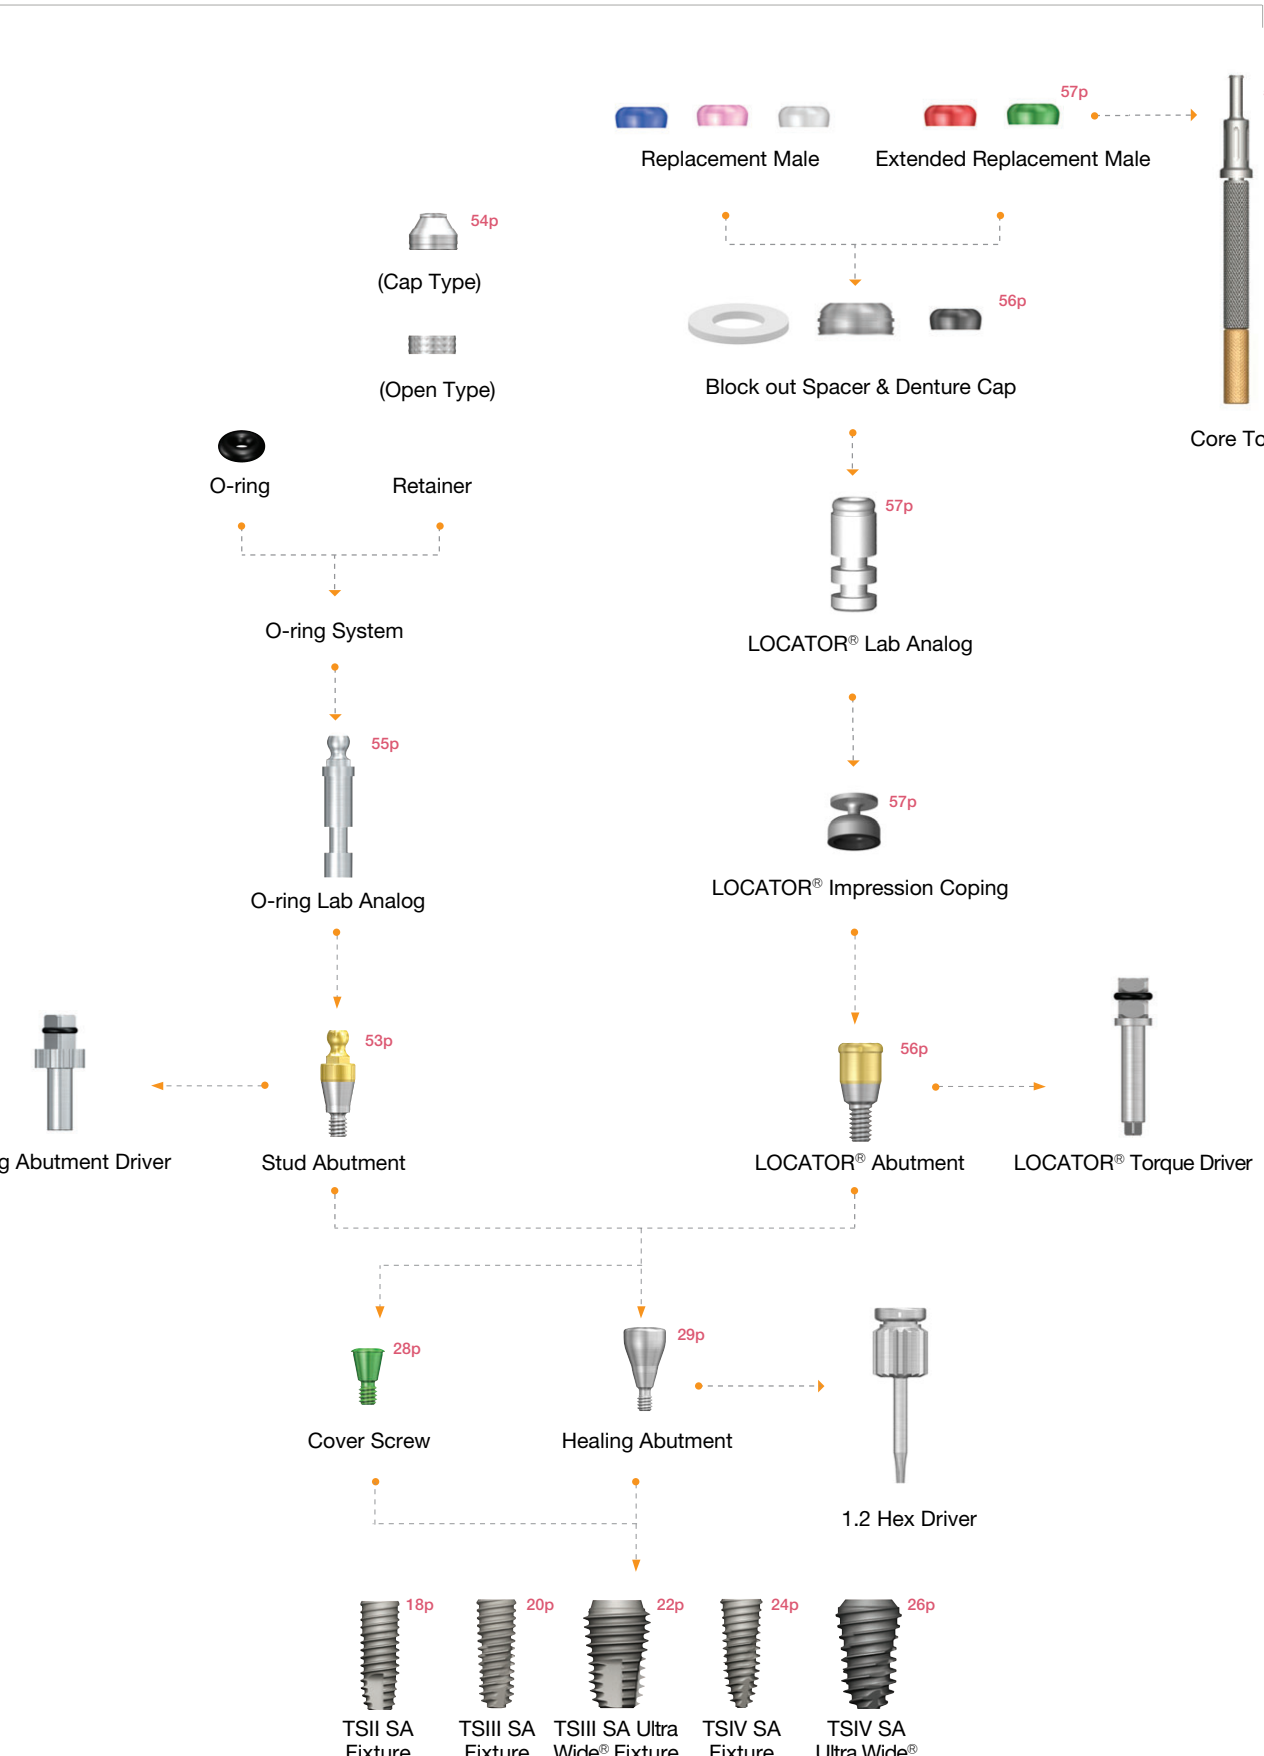 57p
Replacement Male
Extended Replacement Male
54p
(Cap Type)
56p
(Open Type)
Block out Spacer & Denture Cap
Core To
O-ring
Retainer
57p
O-ring System
LOCATOR® Lab Analog
55p
57p
O-ring Lab Analog
LOCATOR® Impression Coping
53p
56p
g Abutment Driver
Stud Abutment
LOCATOR® Abutment
LOCATOR® Torque Driver
28p
29p
Cover Screw
Healing Abutment
1.2 Hex Driver
18p
20p
22p
24p
26p
TSII SA
Fixture
TSIII SA
Fixture
TSIII SA Ultra
Wide® Fixture
TSIV SA
Fixture
TSIV SA
Ultra Wide®